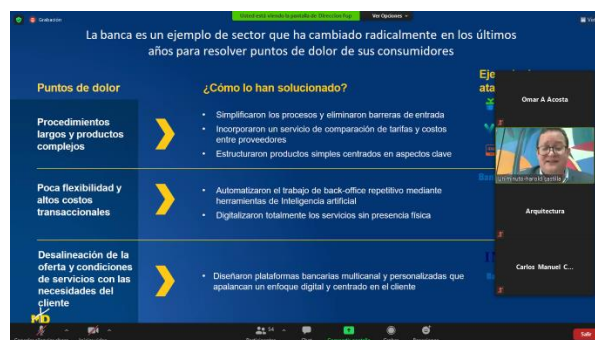 Grabación
Usted está viendo la pantalla de Dirección Fup
Ver Opciones
La banca es un ejemplo de sector que ha cambiado radicalmente en los últimos
años para resolver puntos de dolor de sus consumidores
Puntos de dolor
¿Cómo lo han solucionado?
Procedimientos
largos y productos
complejos
• Simplificaron los procesos y eliminaron barreras de entrada
• Incorporaron un servicio de comparación de tarifas y costos
entre proveedores
• Estructuraron productos simples centrados en aspectos clave
Poca flexibilidad y
altos costos
transaccionales
• Automatizaron el trabajo de back-office repetitivo mediante
herramientas de Inteligencia artificial
• Digitalizaron totalmente los servicios sin presencia física
Desalineación de la
oferta y condiciones
de servicios con las
necesidades del
cliente
• Diseñaron plataformas bancarias multicanal y personalizadas que
apalancan un enfoque digital y centrado en el cliente
Omar A Acosta
Arquitectura
Carlos Manuel C...
MD
94
Salir